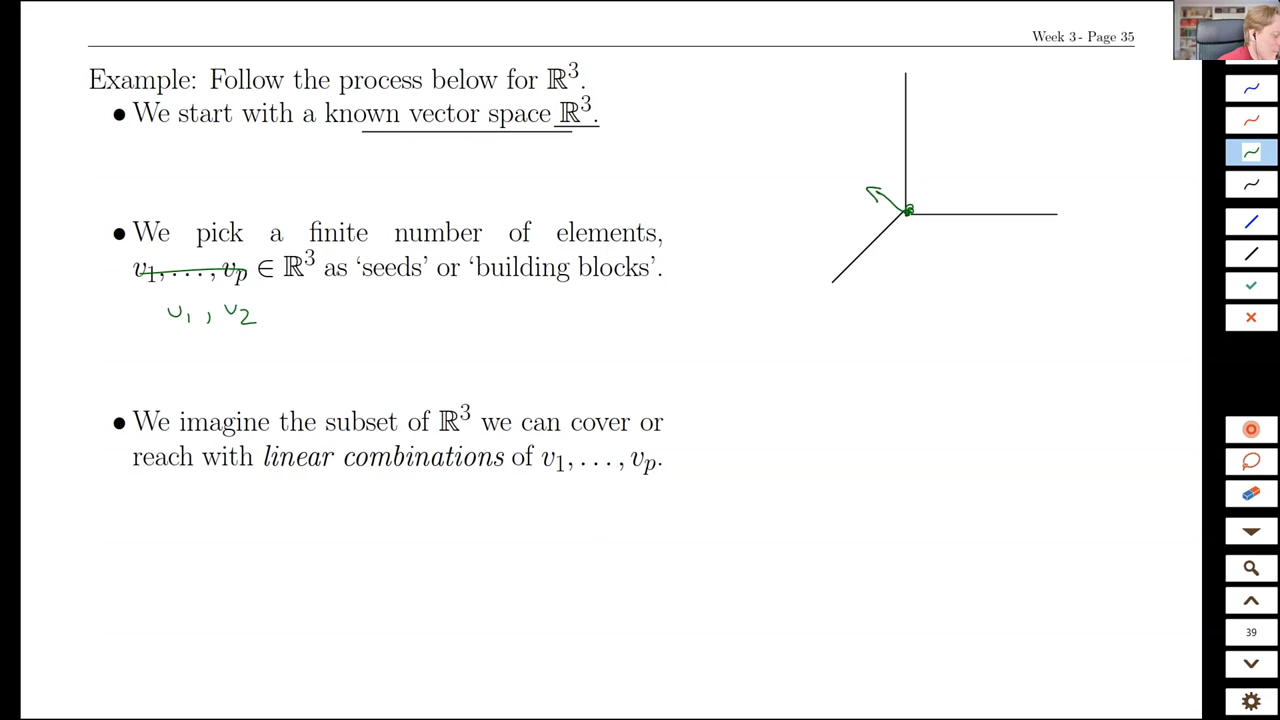 Week 3 - Page 35
Example: Follow the process below for ℝ³.
• We start with a known vector space ℝ³.
• We pick a finite number of elements,
v₁, . . . , vₚ ∈ ℝ³ as ‘seeds’ or ‘building blocks’.
v₁ , v₂
• We imagine the subset of ℝ³ we can cover or
reach with linear combinations of v₁, . . . , vₚ.
39